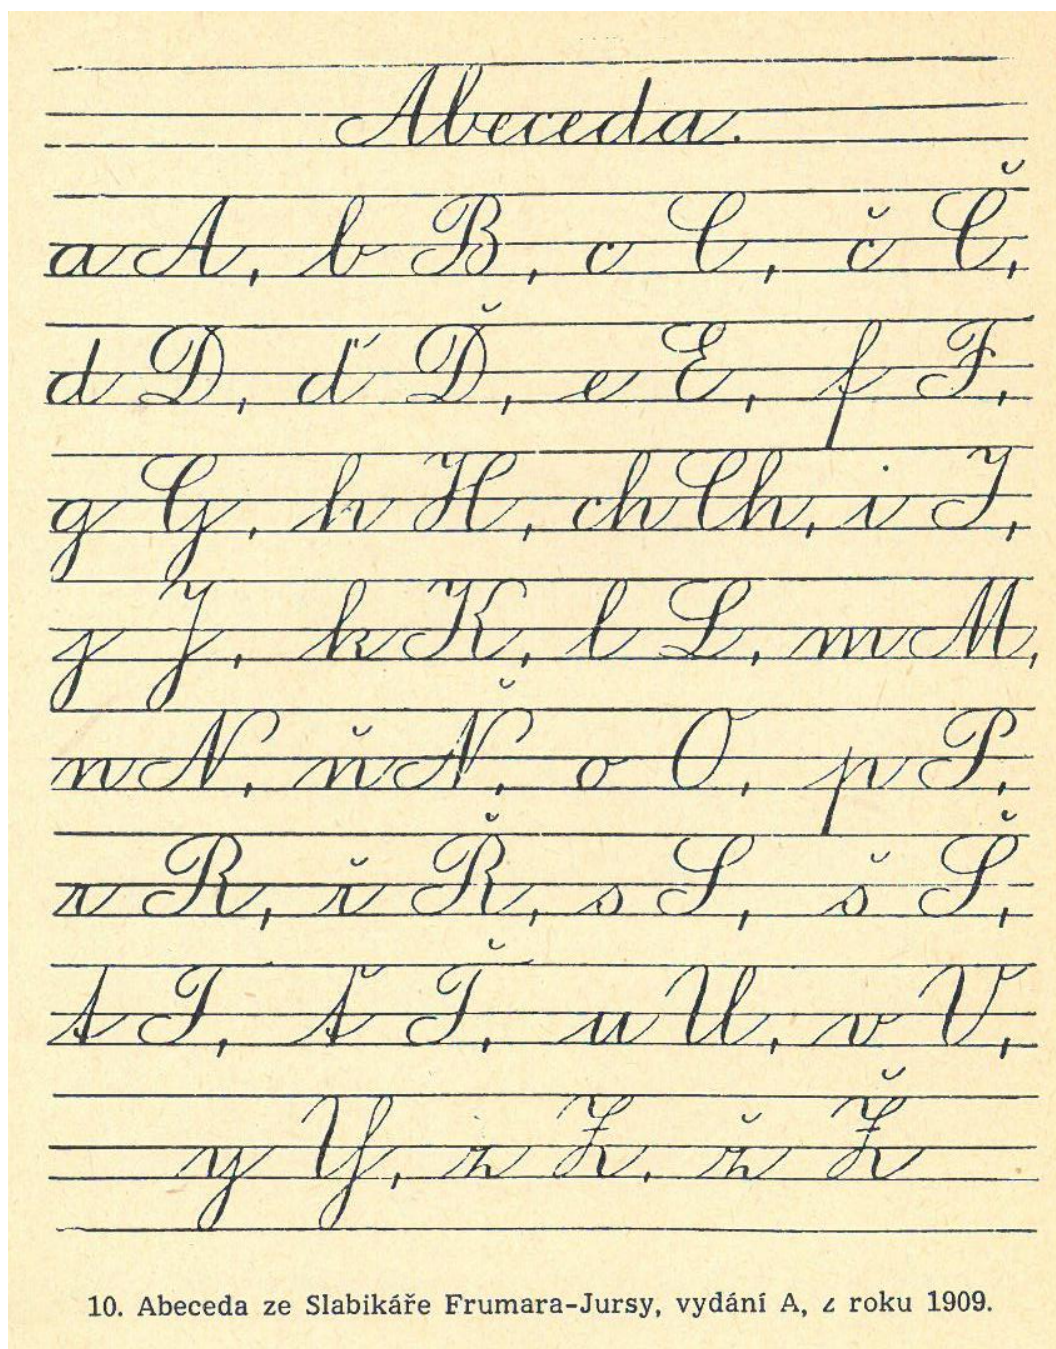 Abeceda.
a A, b B, c C, č Č,
d D, ď Ď, e E, f F,
g G, h H, ch Ch, i I,
j J, k K, l L, m M,
n N, ň Ň, o O, p P,
r R, ř Ř, s S, š Š,
t T, ť Ť, u U, v V,
y Y, z Z, ž Ž
10. Abeceda ze Slabikáře Frumara-Jursy, vydání A, z roku 1909.